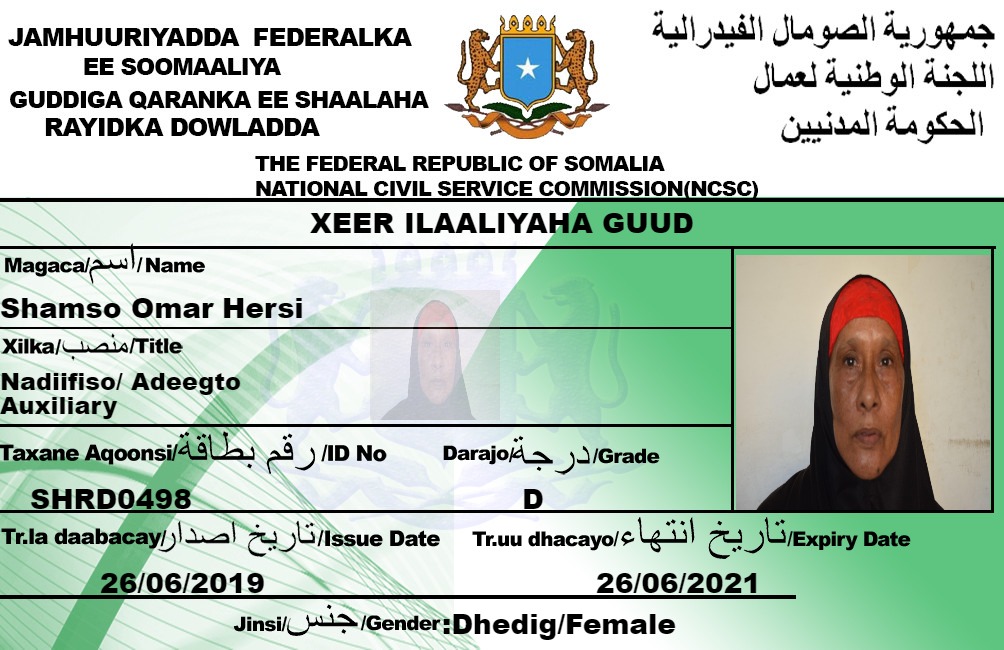 JAMHUURIYADDA FEDERALKA
EE SOOMAALIYA
GUDDIGA QARANKA EE SHAALAHA
RAYIDKA DOWLADDA
جمهورية الصومال الفيدرالية
اللجنة الوطنية لعمال
الحكومة المدنيين
THE FEDERAL REPUBLIC OF SOMALIA
NATIONAL CIVIL SERVICE COMMISSION(NCSC)
XEER ILAALIYAHA GUUD
Magaca/اسم/Name
Shamso Omar Hersi
Xilka/منصب/Title
Nadiifiso/ Adeegto
Auxiliary
Taxane Aqoonsi/رقم بطاقة/ID No
SHRD0498
Darajo/درجة/Grade
D
Tr.la daabacay/تاريخ اصدار/Issue Date
26/06/2019
Tr.uu dhacayo/تاريخ انتهاء/Expiry Date
26/06/2021
Jinsi/جنس/Gender:Dhedig/Female